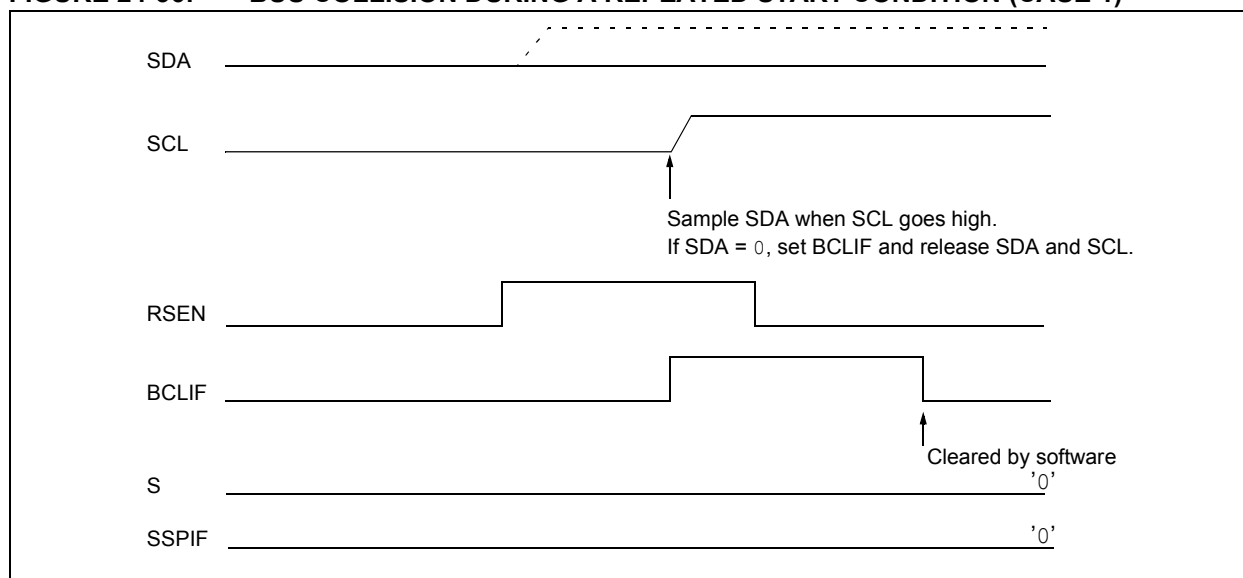 SDA
SCL
Sample SDA when SCL goes high.
If SDA = 0, set BCLIF and release SDA and SCL.
RSEN
BCLIF
Cleared by software
S
'0'
SSPIF
'0'